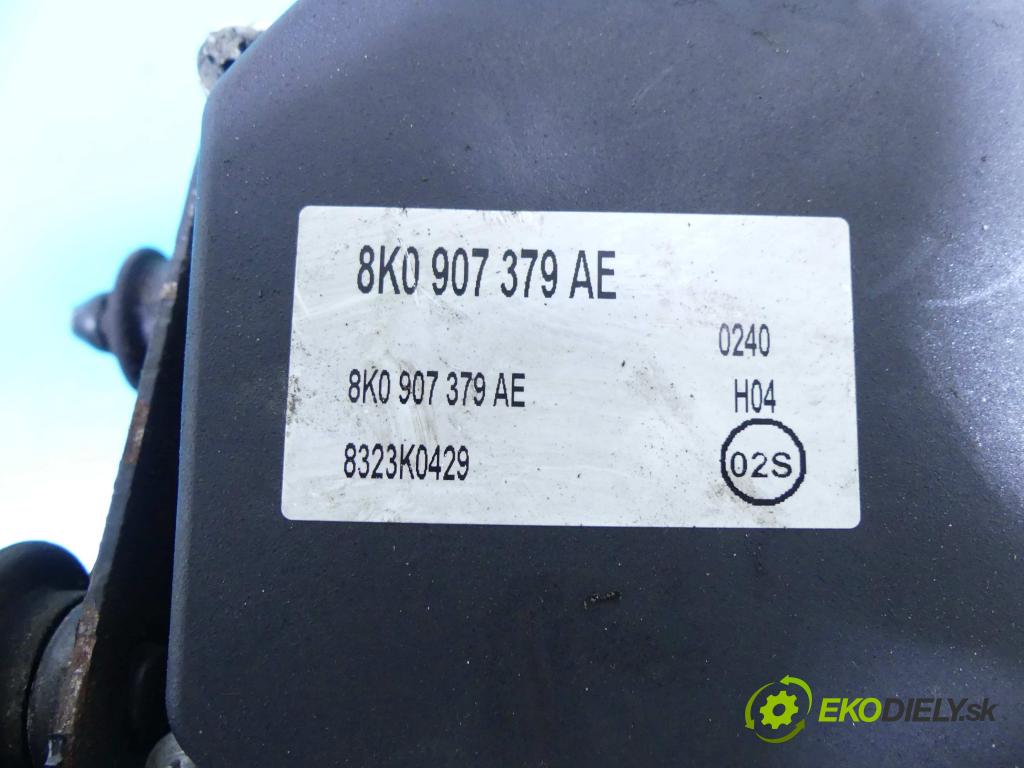 8K0 907 379 AE
0240
8K0 907 379 AE
H04
8323K0429
02S
EKODIELY.sk